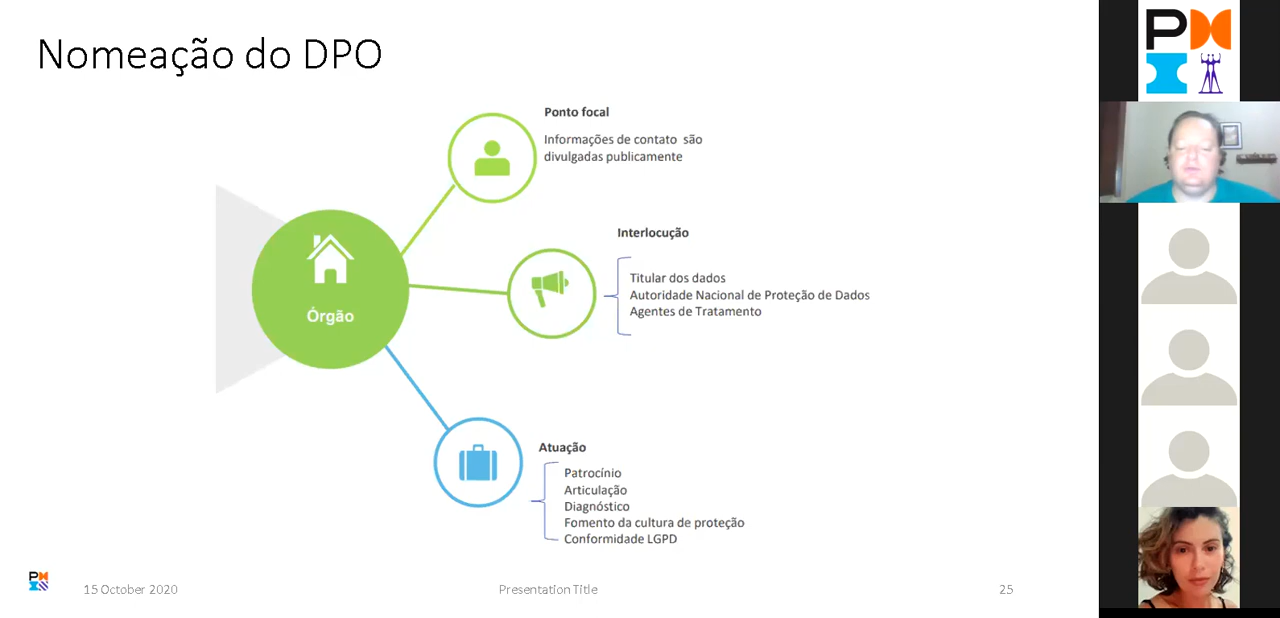 Nomeação do DPO
Ponto focal
Informações de contato são
divulgadas publicamente
Interlocução
Titular dos dados
Autoridade Nacional de Proteção de Dados
Agentes de Tratamento
Órgão
Atuação
Patrocínio
Articulação
Diagnóstico
Fomento da cultura de proteção
Conformidade LGPD
15 October 2020
Presentation Title
25